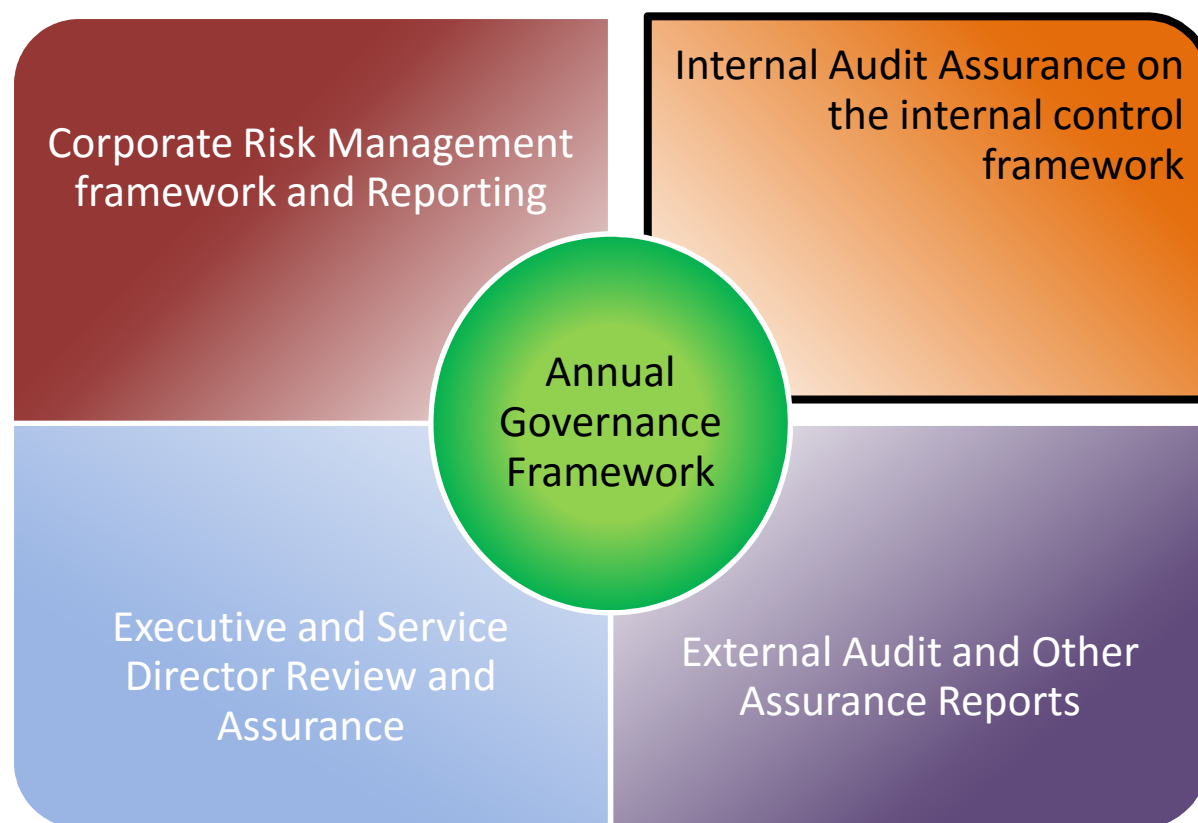 Corporate Risk Management
framework and Reporting
Internal Audit Assurance on
the internal control
framework
Annual
Governance
Framework
Executive and Service
Director Review and
Assurance
External Audit and Other
Assurance Reports